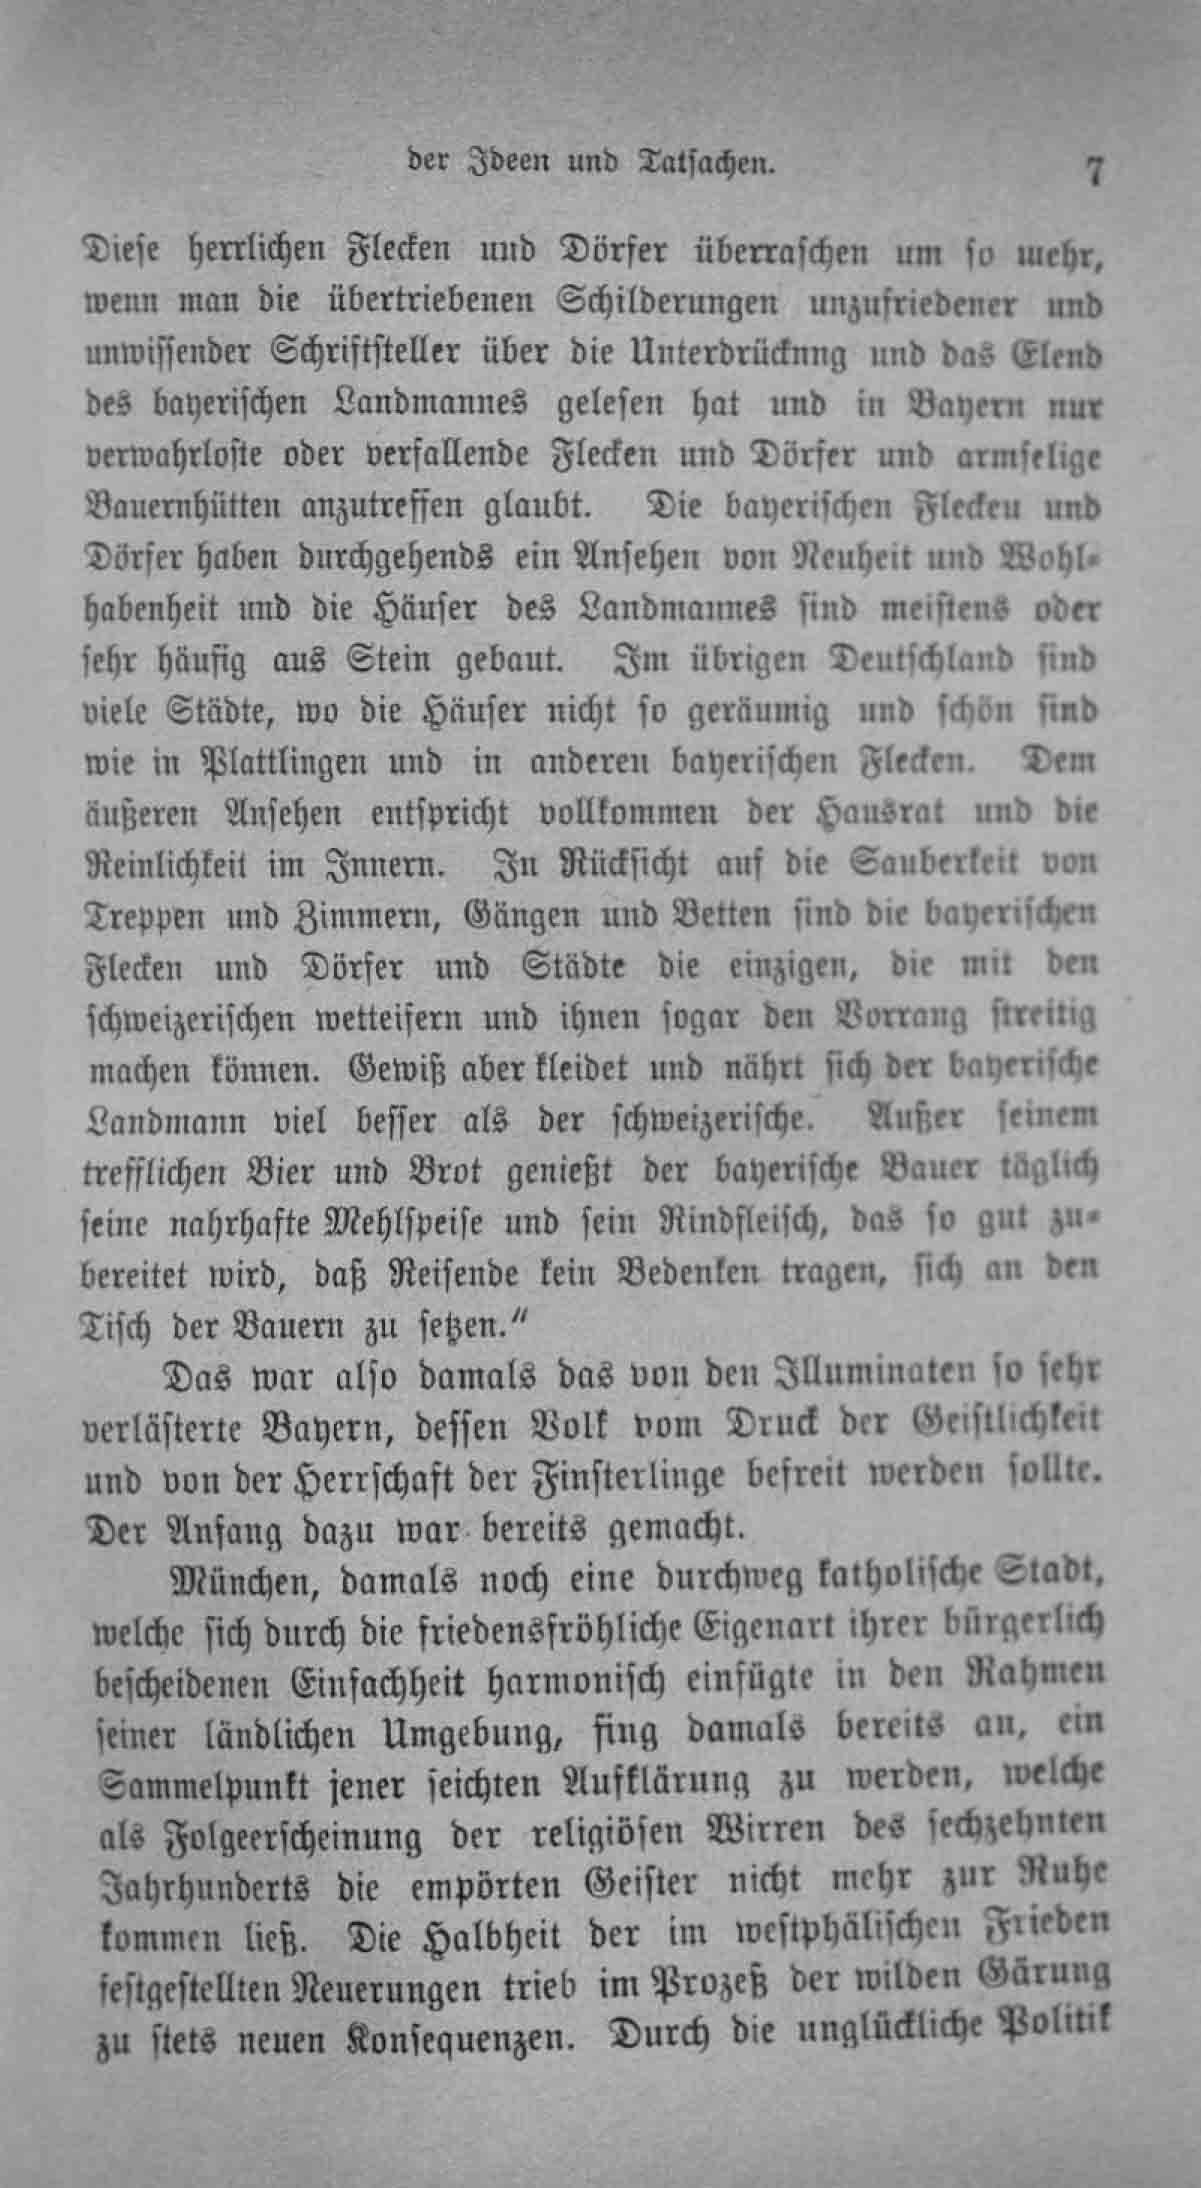 der Ideen und Tatsachen. 7
Diese herrlichen Flecken und Dörfer überraschen um so mehr,
wenn man die übertriebenen Schilderungen unzufriedener und
unwissender Schriftsteller über die Unterdrückung und das Elend
des bayerischen Landmannes gelesen hat und in Bayern nur
verwahrloste oder verfallende Flecken und Dörfer und armselige
Bauernhütten anzutreffen glaubt. Die bayerischen Flecken und
Dörfer haben durchgehends ein Ansehen von Neuheit und Wohl-
habenheit und die Häuser des Landmannes sind meistens oder
sehr häufig aus Stein gebaut. Im übrigen Deutschland sind
viele Städte, wo die Häuser nicht so geräumig und schön sind
wie in Plattlingen und in anderen bayerischen Flecken. Dem
äußeren Ansehen entspricht vollkommen der Hausrat und die
Reinlichkeit im Innern. In Rücksicht auf die Sauberkeit von
Treppen und Zimmern, Gängen und Betten sind die bayerischen
Flecken und Dörfer und Städte die einzigen, die mit den
schweizerischen wetteifern und ihnen sogar den Vorrang streitig
machen können. Gewiß aber kleidet und nährt sich der bayerische
Landmann viel besser als der schweizerische. Außer seinem
trefflichen Bier und Brot genießt der bayerische Bauer täglich
seine nahrhafte Mehlspeise und sein Rindfleisch, das so gut zu-
bereitet wird, daß Reisende kein Bedenken tragen, sich an den
Tisch der Bauern zu setzen."
Das war also damals das von den Illuminaten so sehr
verlästerte Bayern, dessen Volk vom Druck der Geistlichkeit
und von der Herrschaft der Finsterlinge befreit werden sollte.
Der Anfang dazu war bereits gemacht.
München, damals noch eine durchweg katholische Stadt,
welche sich durch die friedensfröhliche Eigenart ihrer bürgerlich
bescheidenen Einfachheit harmonisch einfügte in den Rahmen
seiner ländlichen Umgebung, fing damals bereits an, ein
Sammelpunkt jener seichten Aufklärung zu werden, welche
als Folgeerscheinung der religiösen Wirren des sechzehnten
Jahrhunderts die empörten Geister nicht mehr zur Ruhe
kommen ließ. Die Halbheit der im westphälischen Frieden
festgestellten Neuerungen trieb im Prozeß der wilden Gärung
zu stets neuen Konsequenzen. Durch die unglückliche Politik